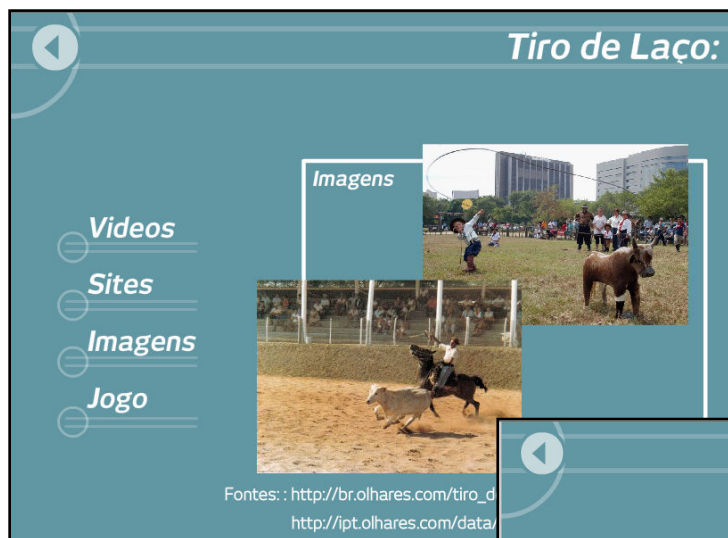 Tiro de Laço:
Imagens
Videos
Sites
Imagens
Jogo
Fontes: : http://br.olhares.com/tiro_d
http://ipt.olhares.com/data/